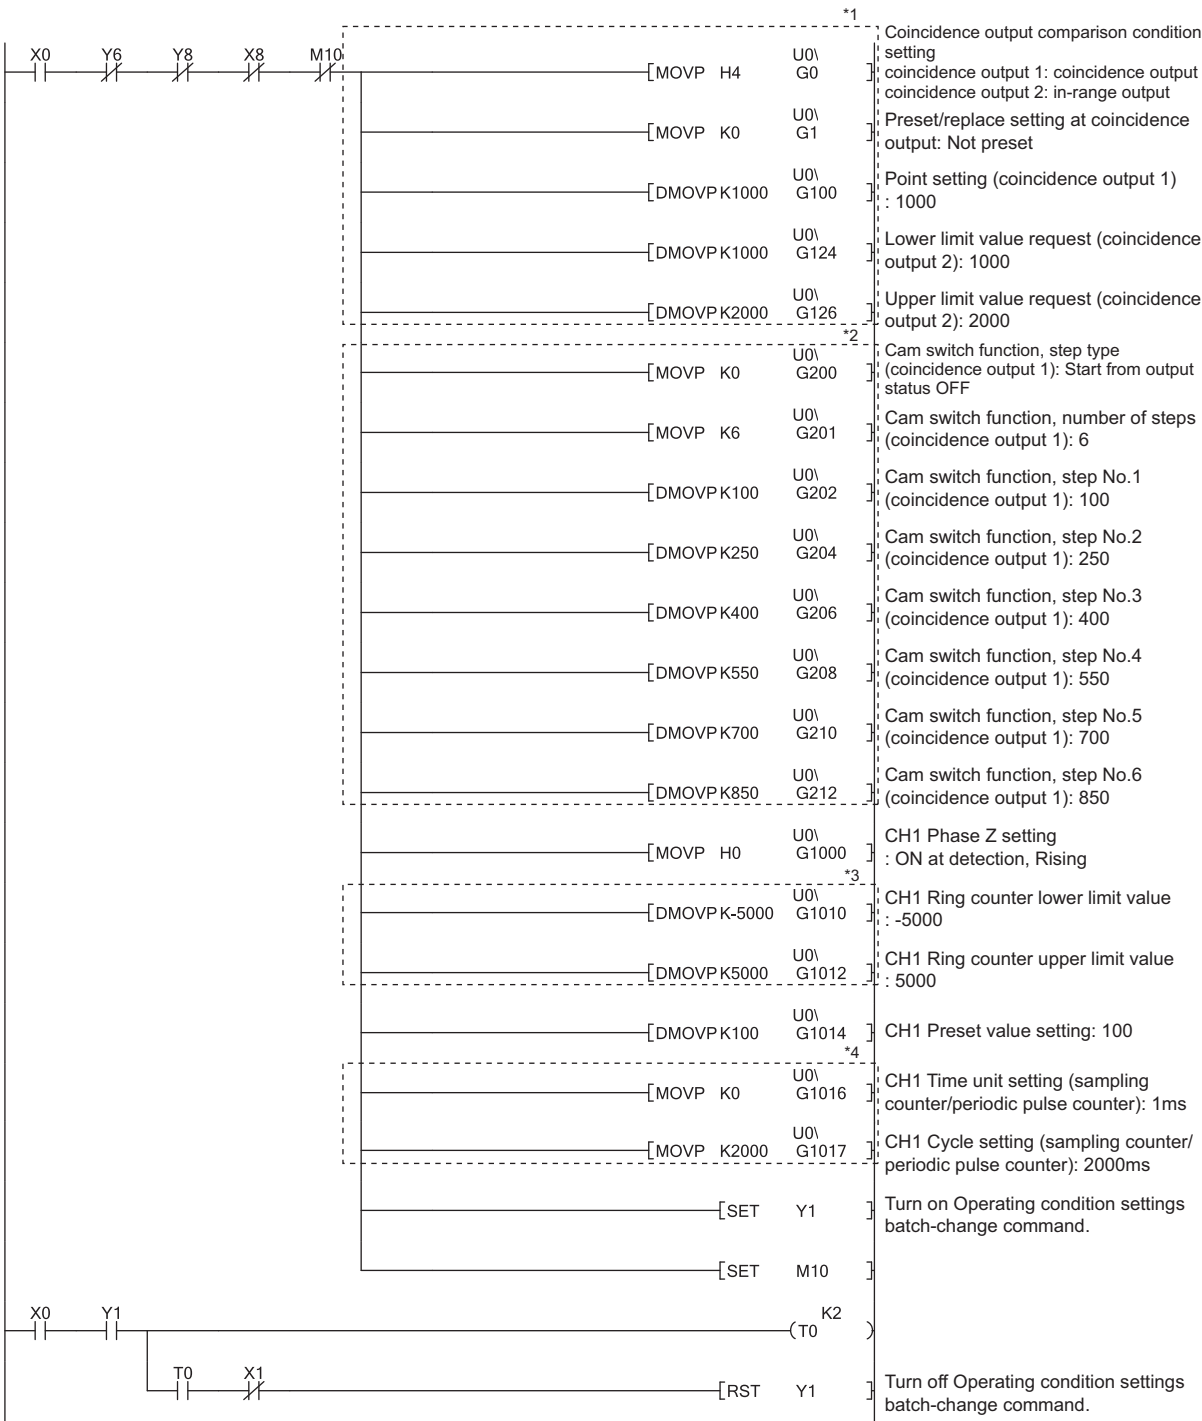 *1
X0 Y6 Y8 X8 M10
[MOVP H4 U0\ G0 ]
Coincidence output comparison condition
setting
coincidence output 1: coincidence output
coincidence output 2: in-range output
[MOVP K0 U0\ G1 ]
Preset/replace setting at coincidence
output: Not preset
[DMOVP K1000 U0\ G100 ]
Point setting (coincidence output 1)
: 1000
[DMOVP K1000 U0\ G124 ]
Lower limit value request (coincidence
output 2): 1000
[DMOVP K2000 U0\ G126 ]
Upper limit value request (coincidence
output 2): 2000
*2
[MOVP K0 U0\ G200 ]
Cam switch function, step type
(coincidence output 1): Start from output
status OFF
[MOVP K6 U0\ G201 ]
Cam switch function, number of steps
(coincidence output 1): 6
[DMOVP K100 U0\ G202 ]
Cam switch function, step No.1
(coincidence output 1): 100
[DMOVP K250 U0\ G204 ]
Cam switch function, step No.2
(coincidence output 1): 250
[DMOVP K400 U0\ G206 ]
Cam switch function, step No.3
(coincidence output 1): 400
[DMOVP K550 U0\ G208 ]
Cam switch function, step No.4
(coincidence output 1): 550
[DMOVP K700 U0\ G210 ]
Cam switch function, step No.5
(coincidence output 1): 700
[DMOVP K850 U0\ G212 ]
Cam switch function, step No.6
(coincidence output 1): 850
[MOVP H0 U0\ G1000 ]
CH1 Phase Z setting
: ON at detection, Rising
*3
[DMOVP K-5000 U0\ G1010 ]
CH1 Ring counter lower limit value
: -5000
[DMOVP K5000 U0\ G1012 ]
CH1 Ring counter upper limit value
: 5000
[DMOVP K100 U0\ G1014 ]
CH1 Preset value setting: 100
*4
[MOVP K0 U0\ G1016 ]
CH1 Time unit setting (sampling
counter/periodic pulse counter): 1ms
[MOVP K2000 U0\ G1017 ]
CH1 Cycle setting (sampling counter/
periodic pulse counter): 2000ms
[SET Y1 ]
Turn on Operating condition settings
batch-change command.
[SET M10 ]
X0 Y1 K2
(T0 )
T0 X1
[RST Y1 ]
Turn off Operating condition settings
batch-change command.